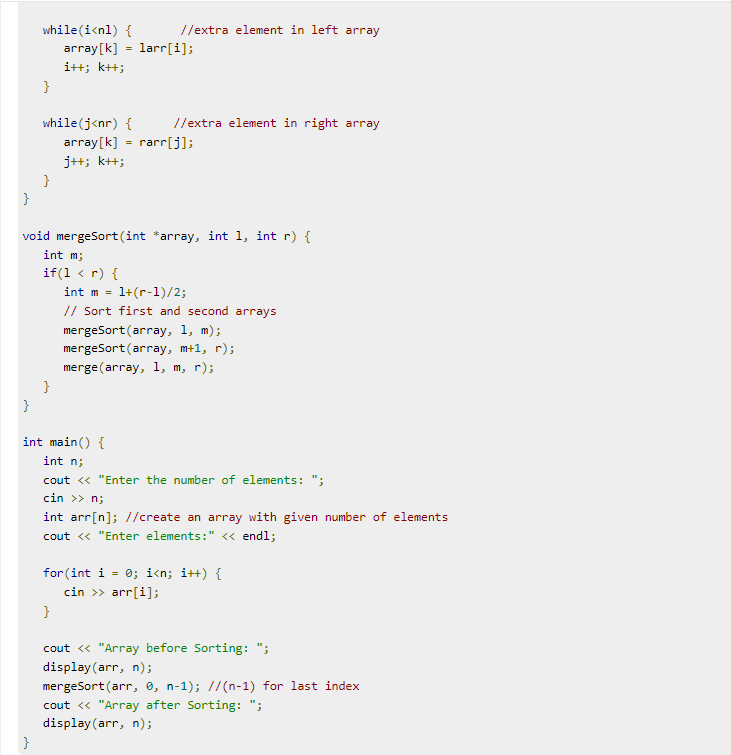 while(i<nl) { //extra element in left array
array[k] = larr[i];
i++; k++;
}
while(j<nr) { //extra element in right array
array[k] = rarr[j];
j++; k++;
}
}
void mergeSort(int *array, int l, int r) {
int m;
if(l < r) {
int m = l+(r-l)/2;
// Sort first and second arrays
mergeSort(array, l, m);
mergeSort(array, m+1, r);
merge(array, l, m, r);
}
}
int main() {
int n;
cout << "Enter the number of elements: ";
cin >> n;
int arr[n]; //create an array with given number of elements
cout << "Enter elements:" << endl;
for(int i = 0; i<n; i++) {
cin >> arr[i];
}
cout << "Array before Sorting: ";
display(arr, n);
mergeSort(arr, 0, n-1); //(n-1) for last index
cout << "Array after Sorting: ";
display(arr, n);
}